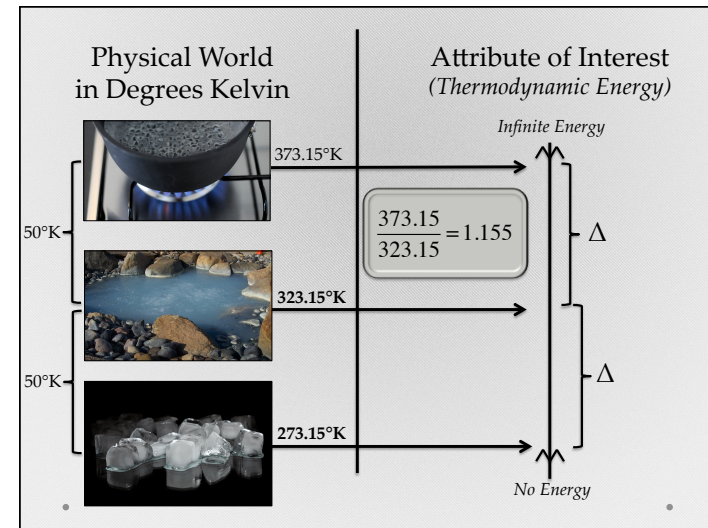 Physical World
in Degrees Kelvin
Attribute of Interest
(Thermodynamic Energy)
Infinite Energy
373.15°K
50°K
373.15
323.15
=1.155
Δ
323.15°K
50°K
Δ
273.15°K
No Energy